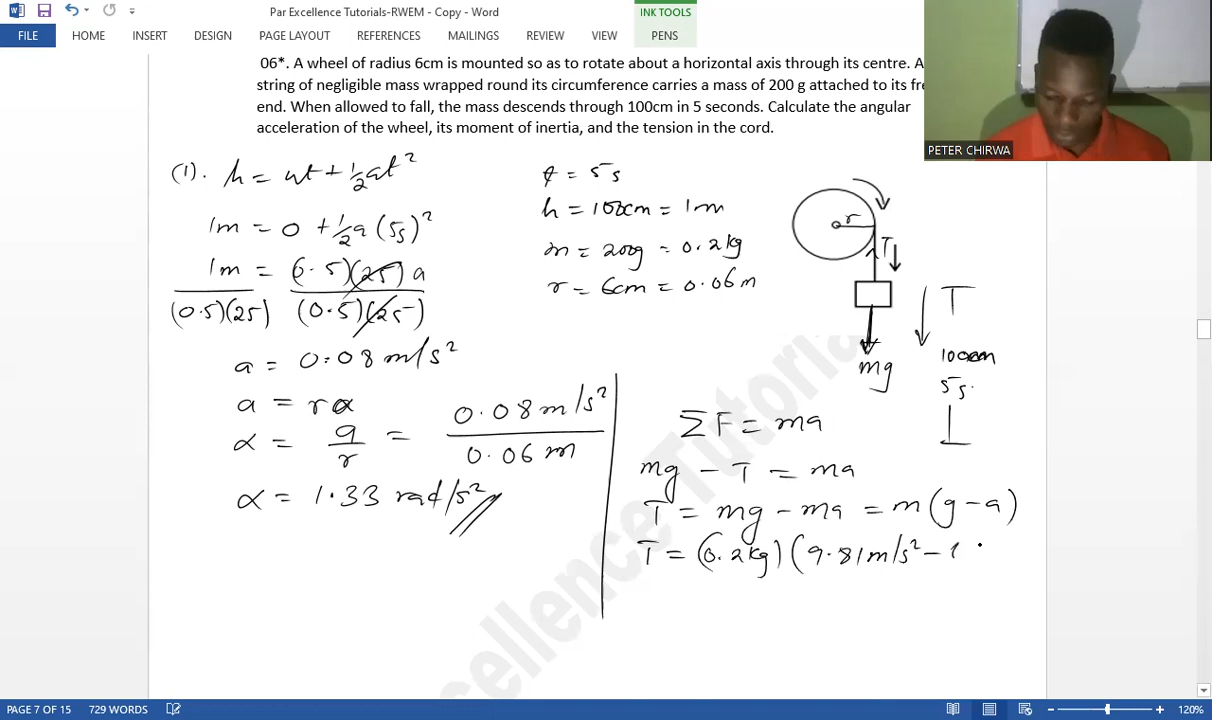 Par Excellence Tutorials-RWEM - Copy - Word
INK TOOLS
FILE HOME INSERT DESIGN PAGE LAYOUT REFERENCES MAILINGS REVIEW VIEW PENS
06*. A wheel of radius 6cm is mounted so as to rotate about a horizontal axis through its centre. A
string of negligible mass wrapped round its circumference carries a mass of 200 g attached to its fre
end. When allowed to fall, the mass descends through 100cm in 5 seconds. Calculate the angular
acceleration of the wheel, its moment of inertia, and the tension in the cord.
PETER CHIRWA
(1). h = ut + 1/2 at²
1m = 0 + 1/2 a (5s)²
1m = (0.5)(25) a
(0.5)(25) (0.5)(25)
a = 0.08 m/s²
a = rα
α = a/r = 0.08 m/s² / 0.06 m
α = 1.33 rad/s²
t = 5s
h = 100cm = 1m
m = 200g = 0.2kg
r = 6cm = 0.06m
r
T
mg
T
100cm
5s.
ΣF = ma
mg - T = ma
T = mg - ma = m(g-a)
T = (0.2kg)(9.81m/s² - 1.
Excellence Tutorial
PAGE 7 OF 15 729 WORDS 120%